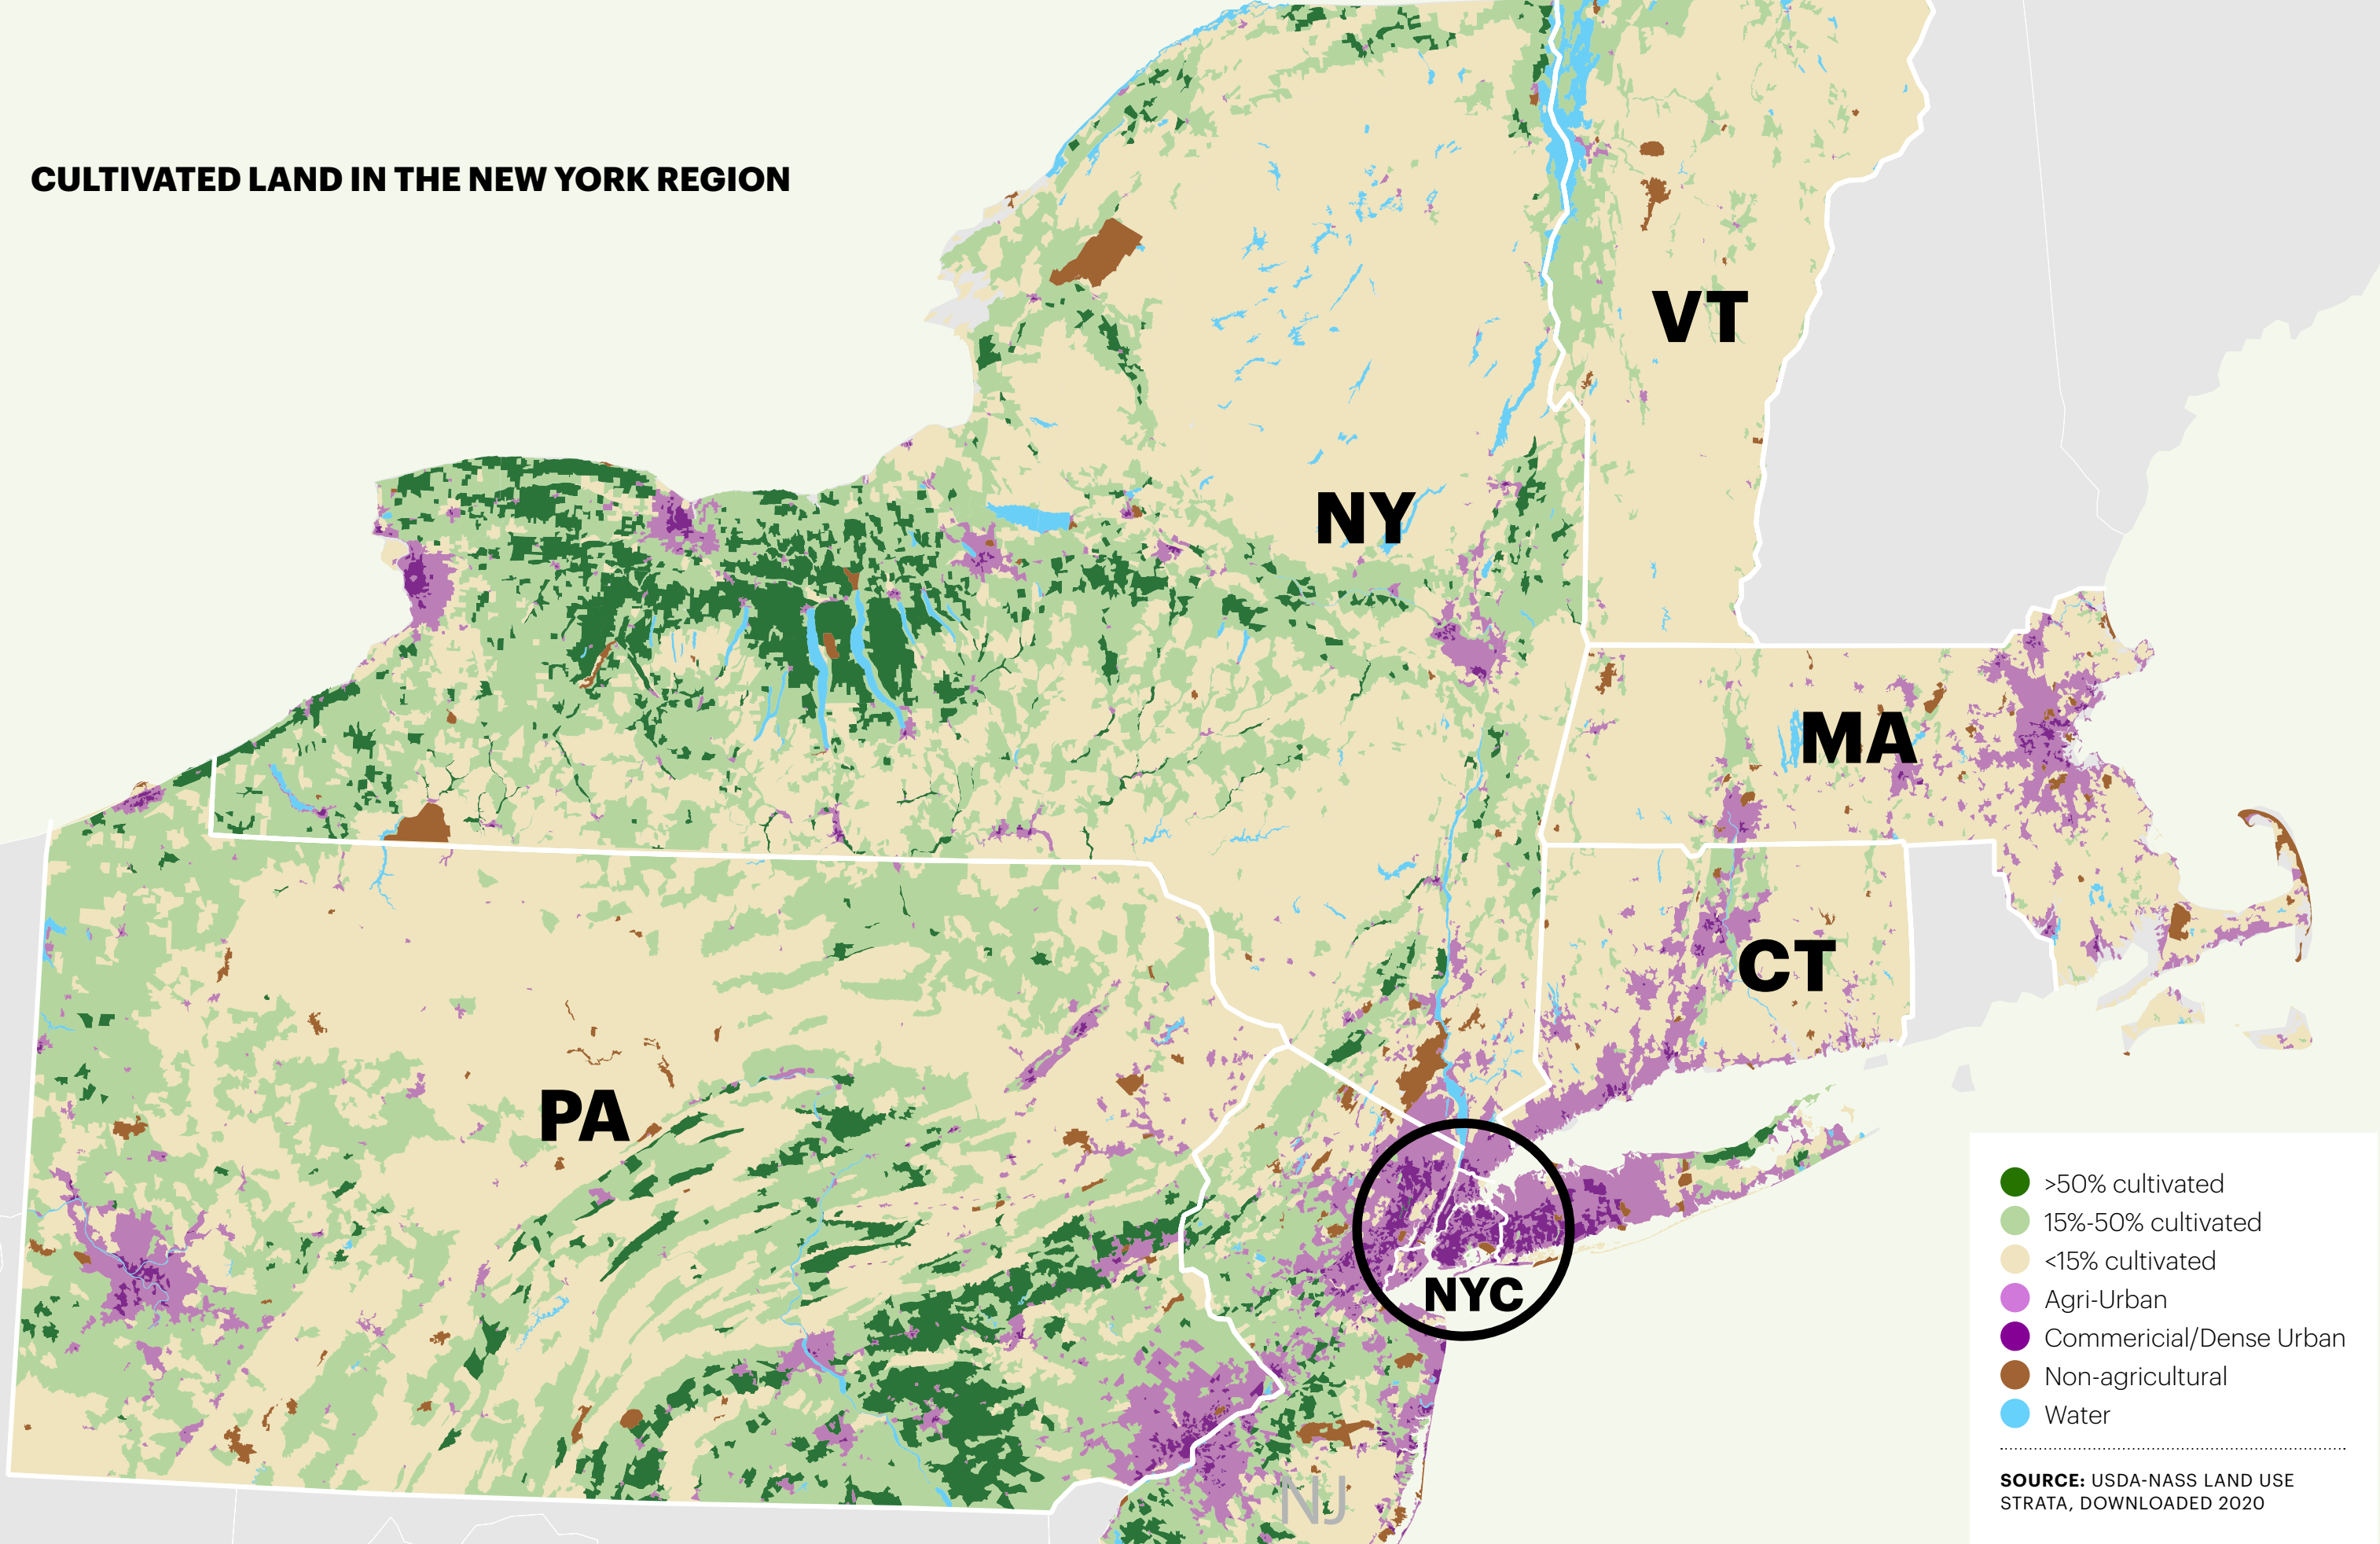 CULTIVATED LAND IN THE NEW YORK REGION
VT
NY
MA
CT
PA
NYC
NJ
>50% cultivated
15%-50% cultivated
<15% cultivated
Agri-Urban
Commericial/Dense Urban
Non-agricultural
Water
SOURCE: USDA-NASS LAND USE
STRATA, DOWNLOADED 2020